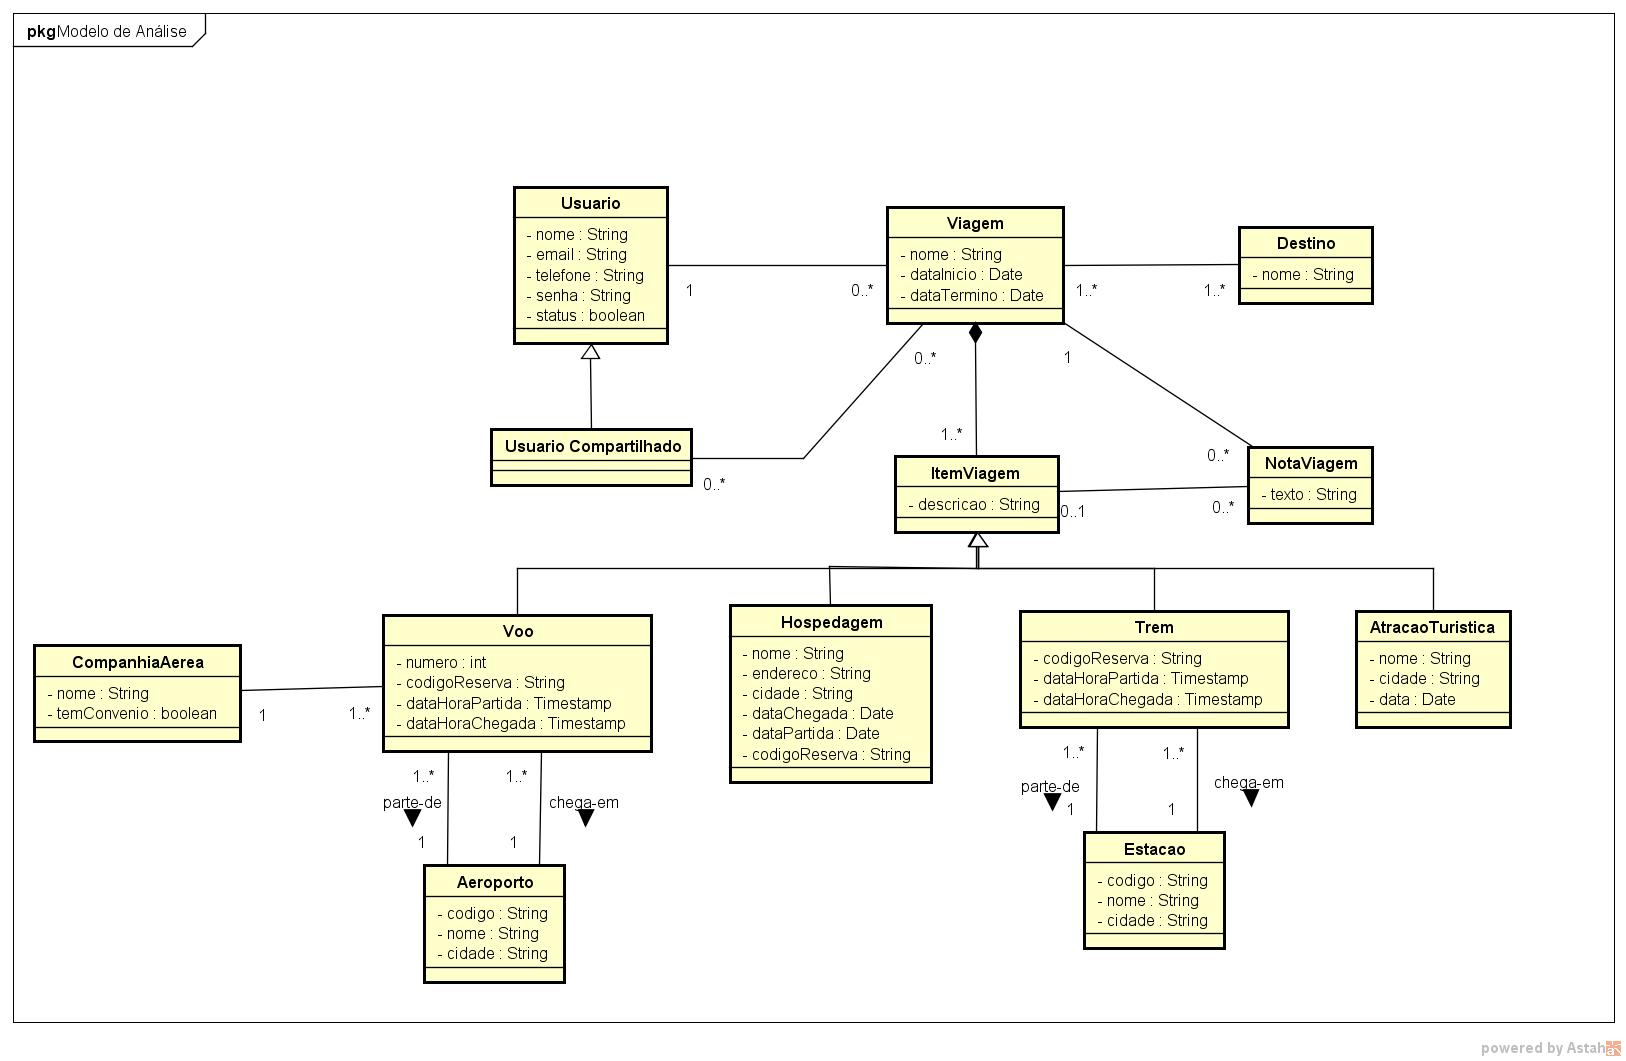 pkg Modelo de Análise
Usuario
- nome : String
- email : String
- telefone : String
- senha : String
- status : boolean
1
0..*
Viagem
- nome : String
- dataInicio : Date
- dataTermino : Date
1..*
1..*
Destino
- nome : String
0..*
1
Usuario Compartilhado
0..*
1..*
ItemViagem
- descricao : String
0..1
0..*
0..*
NotaViagem
- texto : String
CompanhiaAerea
- nome : String
- temConvenio : boolean
1
1..*
Voo
- numero : int
- codigoReserva : String
- dataHoraPartida : Timestamp
- dataHoraChegada : Timestamp
Hospedagem
- nome : String
- endereco : String
- cidade : String
- dataChegada : Date
- dataPartida : Date
- codigoReserva : String
Trem
- codigoReserva : String
- dataHoraPartida : Timestamp
- dataHoraChegada : Timestamp
AtracaoTuristica
- nome : String
- cidade : String
- data : Date
1..*
1..*
parte-de
chega-em
1
1
Aeroporto
- codigo : String
- nome : String
- cidade : String
1..*
1..*
parte-de
chega-em
1
1
Estacao
- codigo : String
- nome : String
- cidade : String
powered by Astah